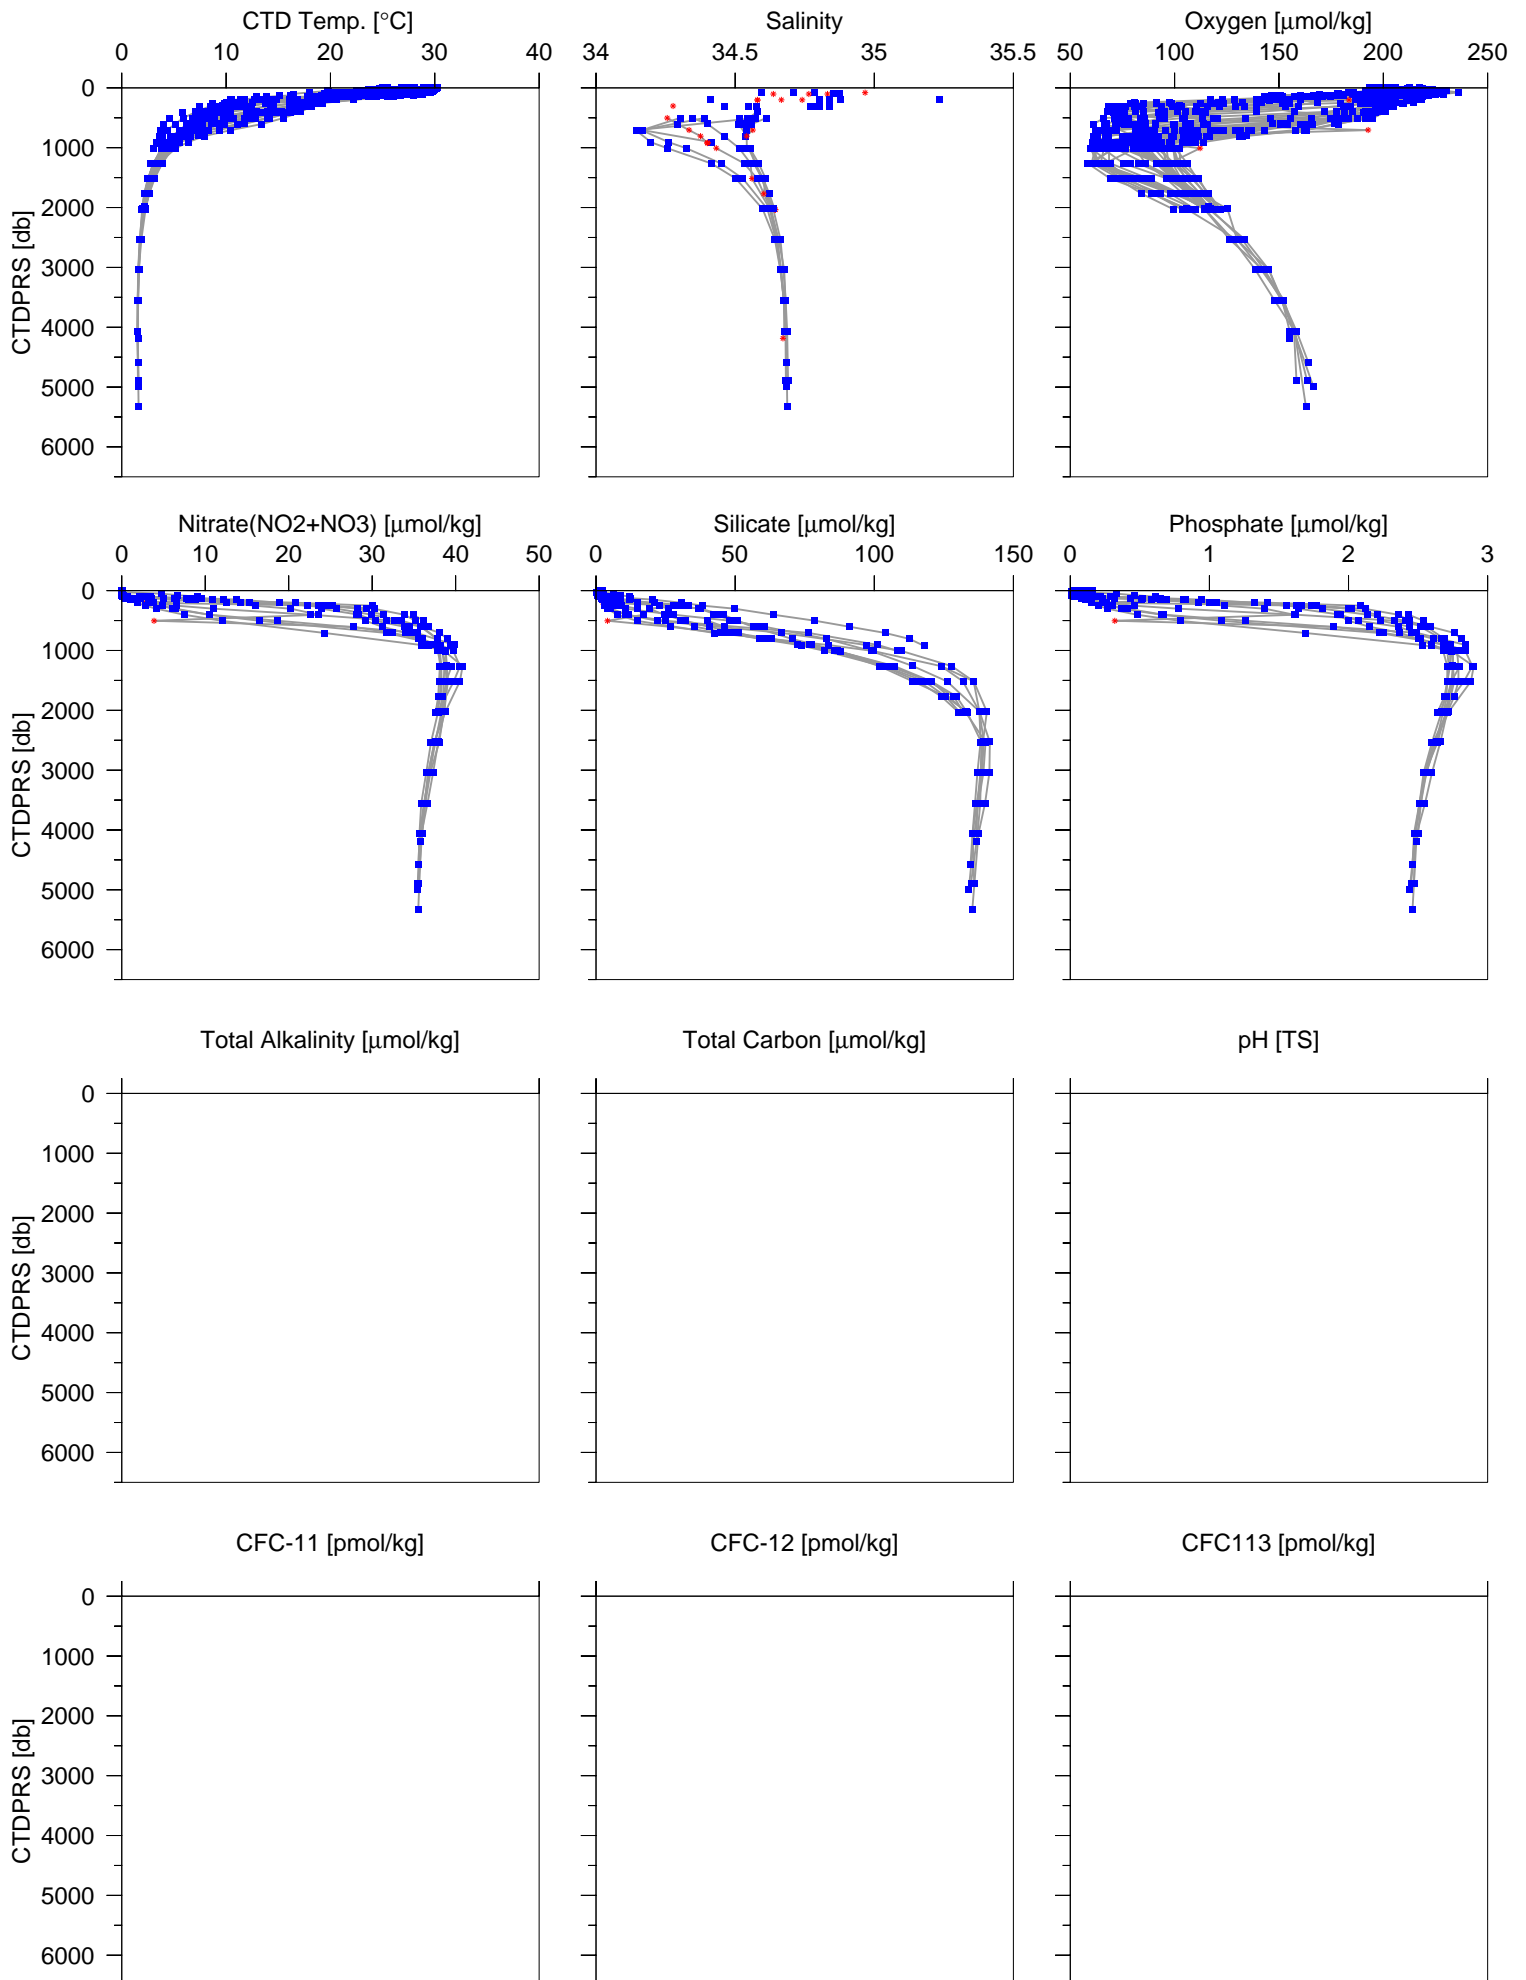 CTD Temp. [°C] Salinity Oxygen [µmol/kg]
0 10 20 30 40 34 34.5 35 35.5 50 100 150 200 250
0
1000
2000
3000
4000
5000
6000
CTDPRS [db]
Nitrate(NO2+NO3) [µmol/kg] Silicate [µmol/kg] Phosphate [µmol/kg]
0 10 20 30 40 50 0 50 100 150 0 1 2 3
0
1000
2000
3000
4000
5000
6000
CTDPRS [db]
Total Alkalinity [µmol/kg] Total Carbon [µmol/kg] pH [TS]
0
1000
2000
3000
4000
5000
6000
CTDPRS [db]
CFC-11 [pmol/kg] CFC-12 [pmol/kg] CFC113 [pmol/kg]
0
1000
2000
3000
4000
5000
6000
CTDPRS [db]